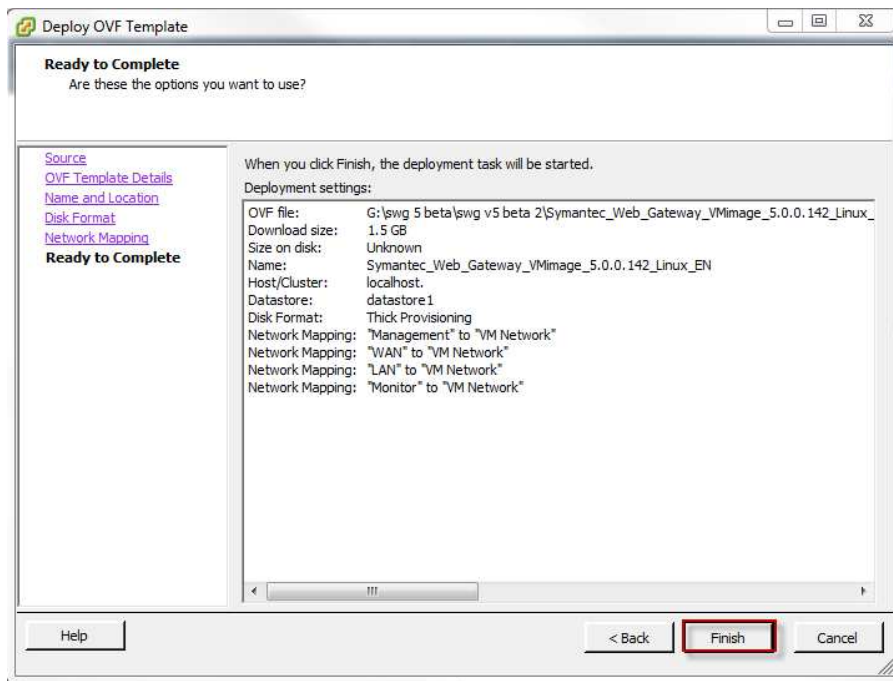 Deploy OVF Template
Ready to Complete
Are these the options you want to use?
Source
OVF Template Details
Name and Location
Disk Format
Network Mapping
Ready to Complete
When you click Finish, the deployment task will be started.
Deployment settings:
OVF file: G:\swg 5 beta\swg v5 beta 2\Symantec_Web_Gateway_VMimage_5.0.0.142_Linux_
Download size: 1.5 GB
Size on disk: Unknown
Name: Symantec_Web_Gateway_VMimage_5.0.0.142_Linux_EN
Host/Cluster: localhost.
Datastore: datastore1
Disk Format: Thick Provisioning
Network Mapping: "Management" to "VM Network"
Network Mapping: "WAN" to "VM Network"
Network Mapping: "LAN" to "VM Network"
Network Mapping: "Monitor" to "VM Network"
Help
< Back
Finish
Cancel